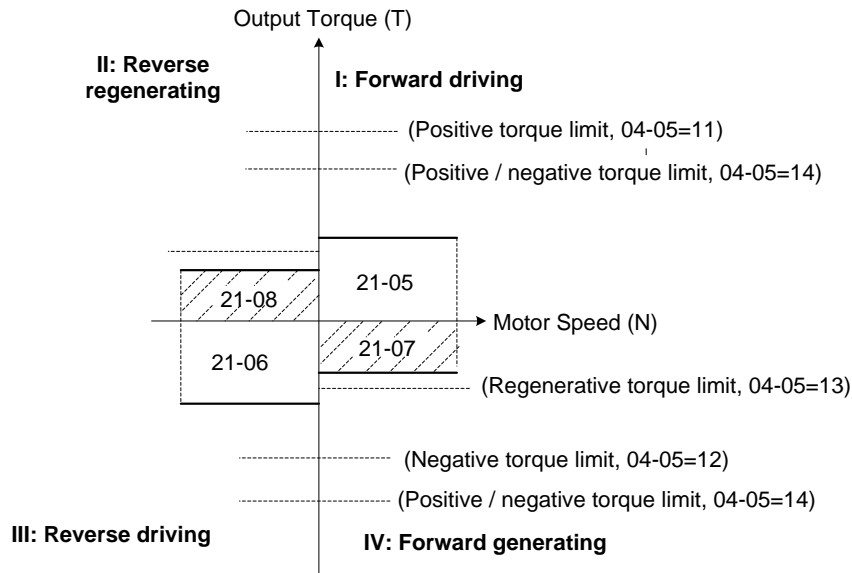 Output Torque (T)
II: Reverse
regenerating
I: Forward driving
(Positive torque limit, 04-05=11)
(Positive / negative torque limit, 04-05=14)
21-05
21-08
Motor Speed (N)
21-07
21-06
(Regenerative torque limit, 04-05=13)
(Negative torque limit, 04-05=12)
(Positive / negative torque limit, 04-05=14)
III: Reverse driving
IV: Forward generating